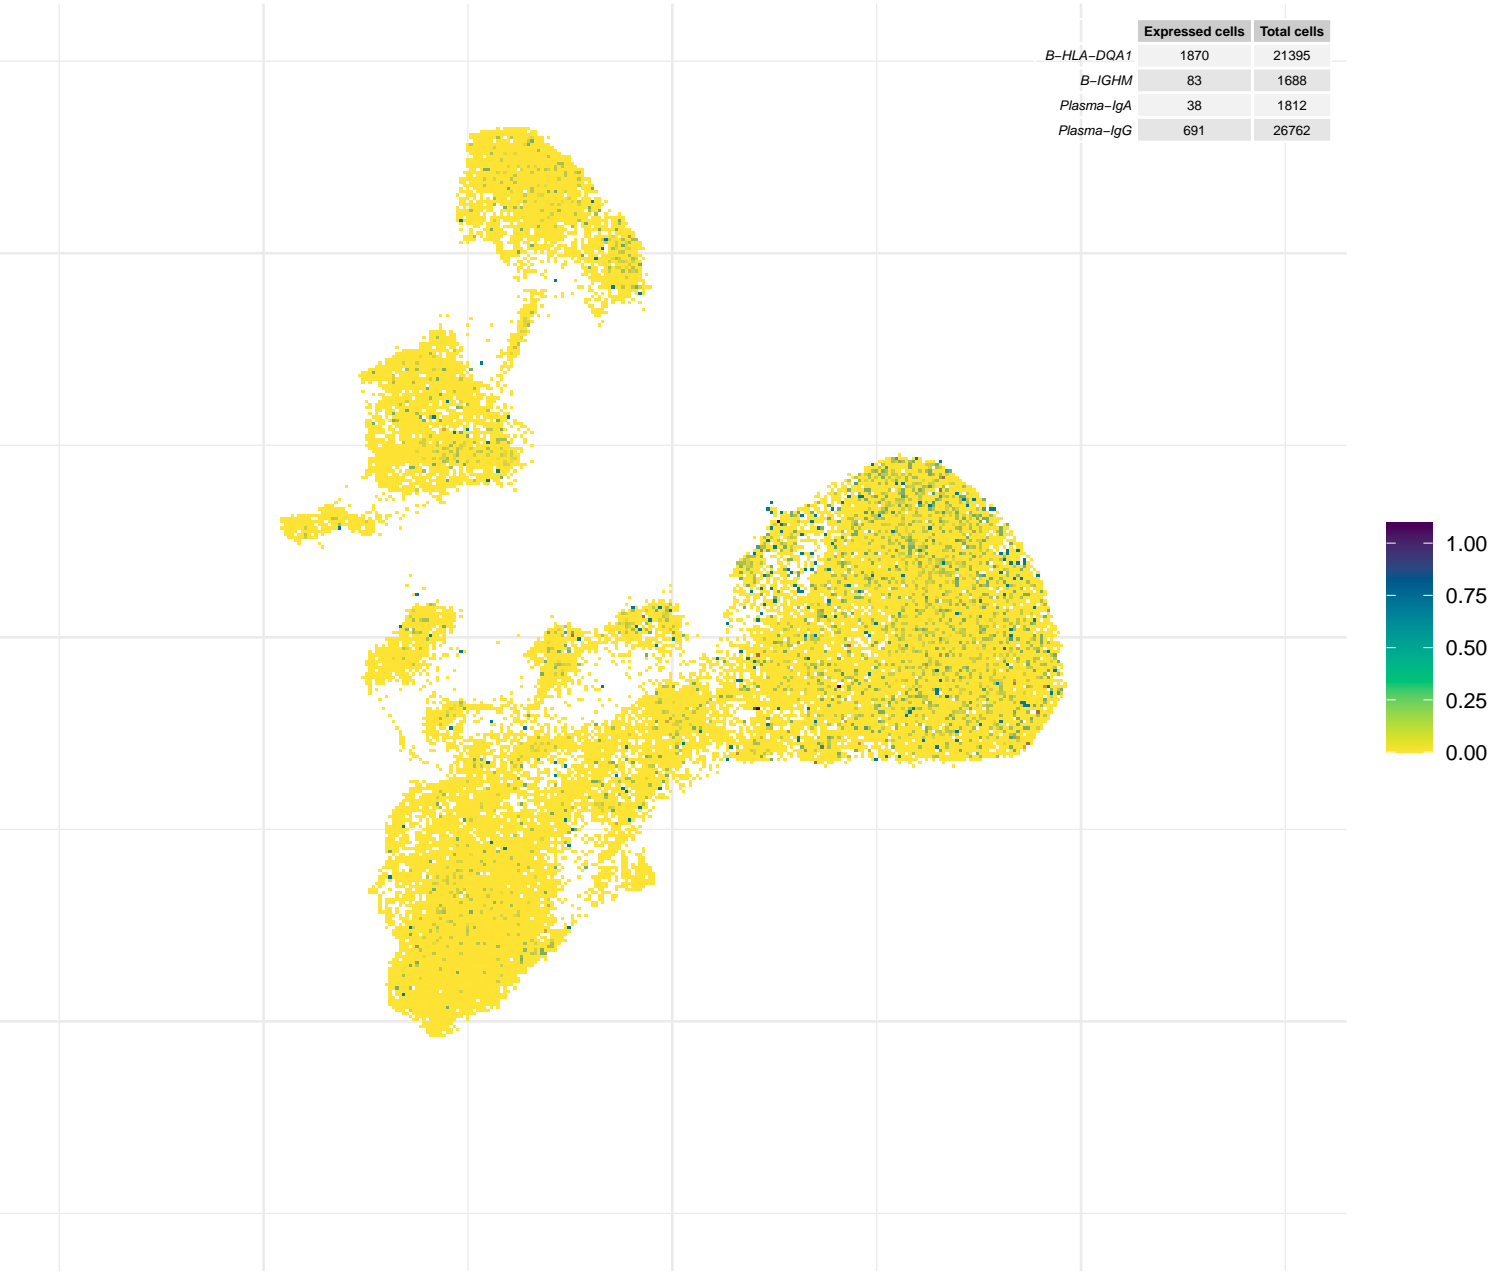 Expressed cells Total cells
B−HLA−DQA1 1870 21395
B−IGHM 83 1688
Plasma−IgA 38 1812
Plasma−IgG 691 26762
1.00
0.75
0.50
0.25
0.00